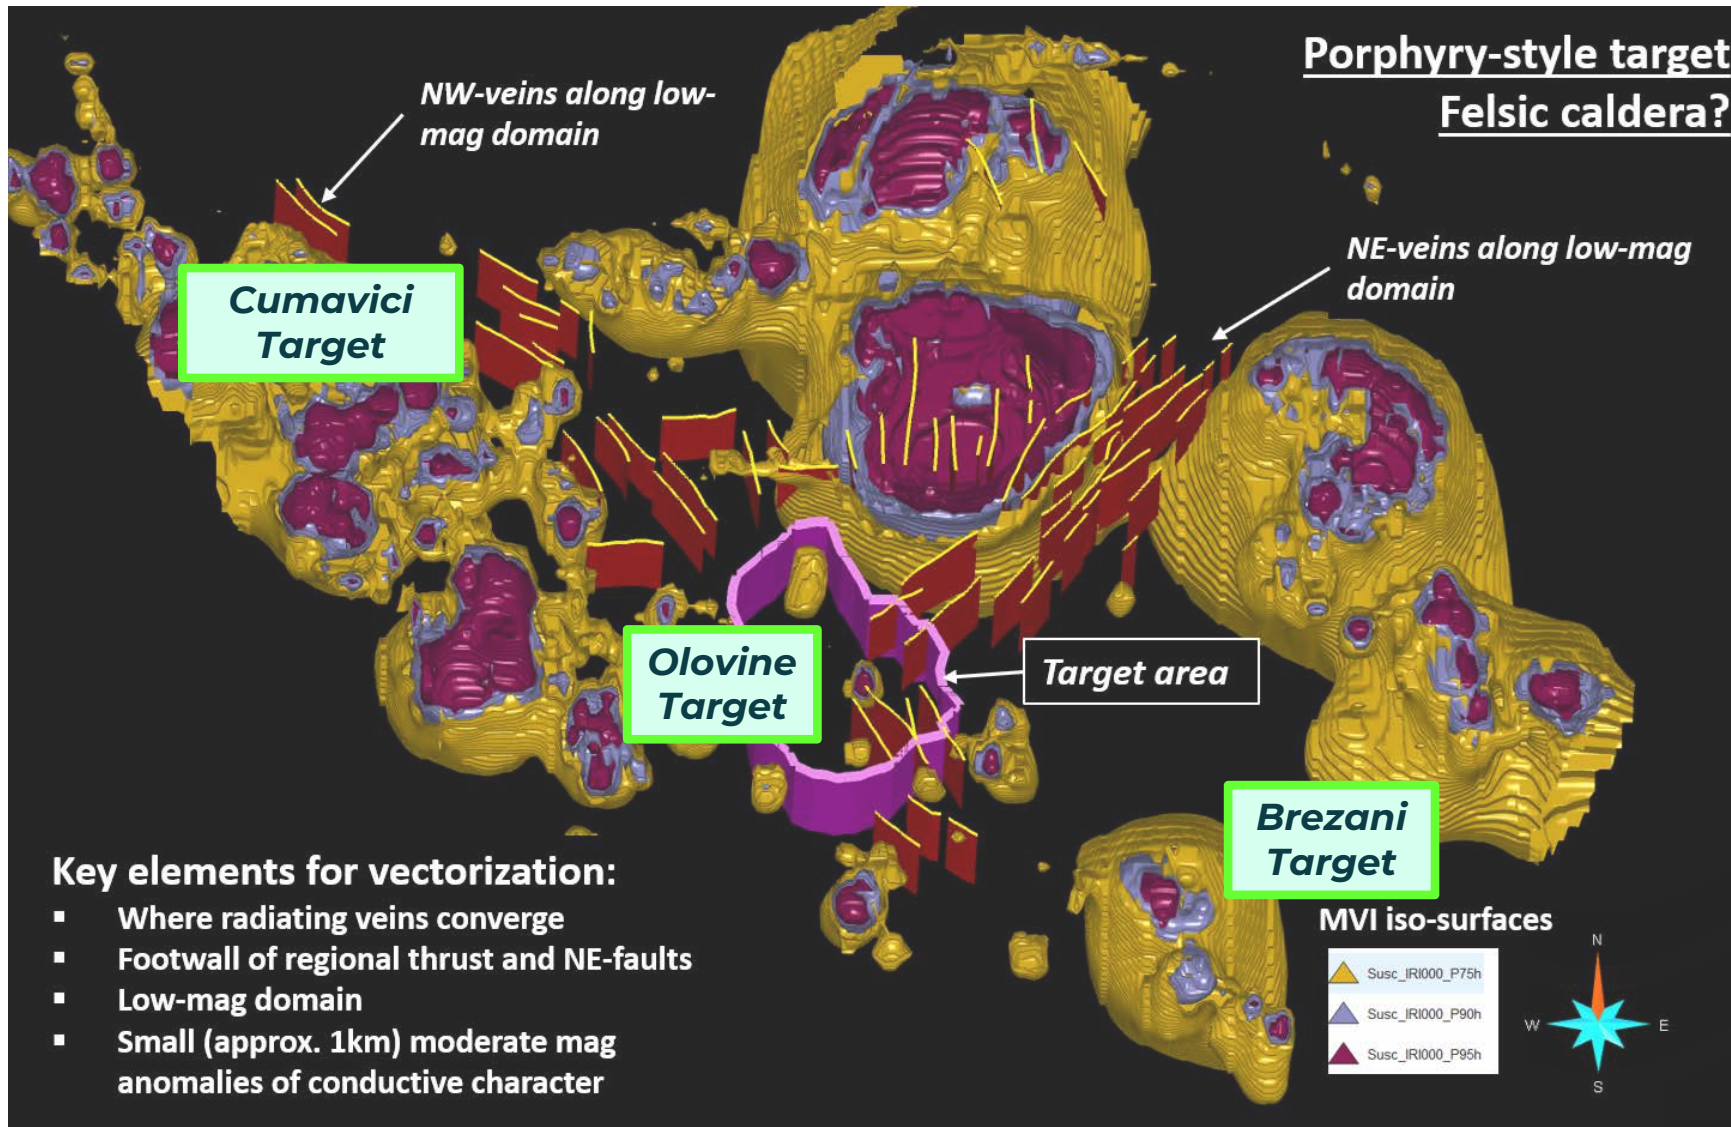 Porphyry-style target
Felsic caldera?
NW-veins along low-
mag domain
NE-veins along low-mag
domain
Cumavici
Target
Olovine
Target
Target area
Brezani
Target
Key elements for vectorization:
▪ Where radiating veins converge
▪ Footwall of regional thrust and NE-faults
▪ Low-mag domain
▪ Small (approx. 1km) moderate mag
anomalies of conductive character
MVI iso-surfaces
Susc_IRI000_P75h
Susc_IRI000_P90h
Susc_IRI000_P95h
N
W E
S